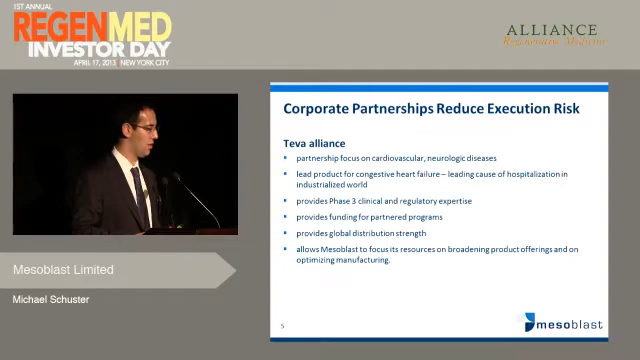 1ST ANNUAL
REGENMED
INVESTOR DAY
APRIL 17, 2013 | NEW YORK CITY
ALLIANCE
Regenerative Medicine
Corporate Partnerships Reduce Execution Risk
Teva alliance
partnership focus on cardiovascular, neurologic diseases
lead product for congestive heart failure – leading cause of hospitalization in
industrialized world
provides Phase 3 clinical and regulatory expertise
provides funding for partnered programs
provides global distribution strength
allows Mesoblast to focus its resources on broadening product offerings and on
optimizing manufacturing.
5
mesoblast
Mesoblast Limited
Michael Schuster